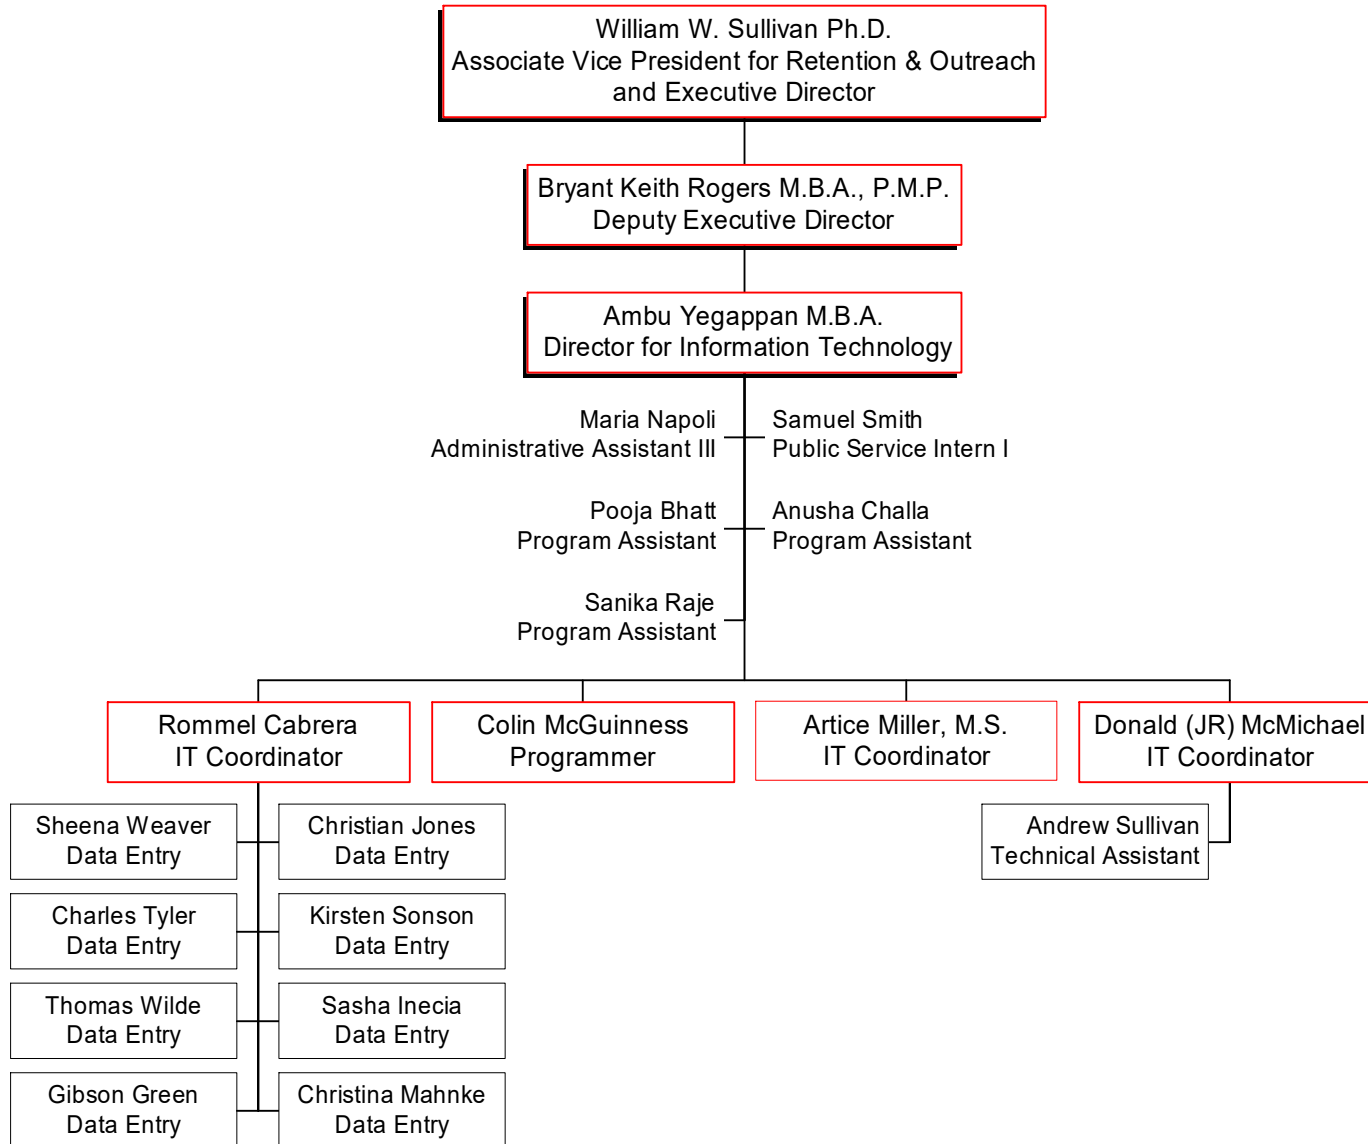 William W. Sullivan Ph.D.
Associate Vice President for Retention & Outreach
and Executive Director
Bryant Keith Rogers M.B.A., P.M.P.
Deputy Executive Director
Ambu Yegappan M.B.A.
Director for Information Technology
Maria Napoli
Administrative Assistant III
Samuel Smith
Public Service Intern I
Pooja Bhatt
Program Assistant
Anusha Challa
Program Assistant
Sanika Raje
Program Assistant
Rommel Cabrera
IT Coordinator
Colin McGuinness
Programmer
Artice Miller, M.S.
IT Coordinator
Donald (JR) McMichael
IT Coordinator
Sheena Weaver
Data Entry
Christian Jones
Data Entry
Andrew Sullivan
Technical Assistant
Charles Tyler
Data Entry
Kirsten Sonson
Data Entry
Thomas Wilde
Data Entry
Sasha Inecia
Data Entry
Gibson Green
Data Entry
Christina Mahnke
Data Entry